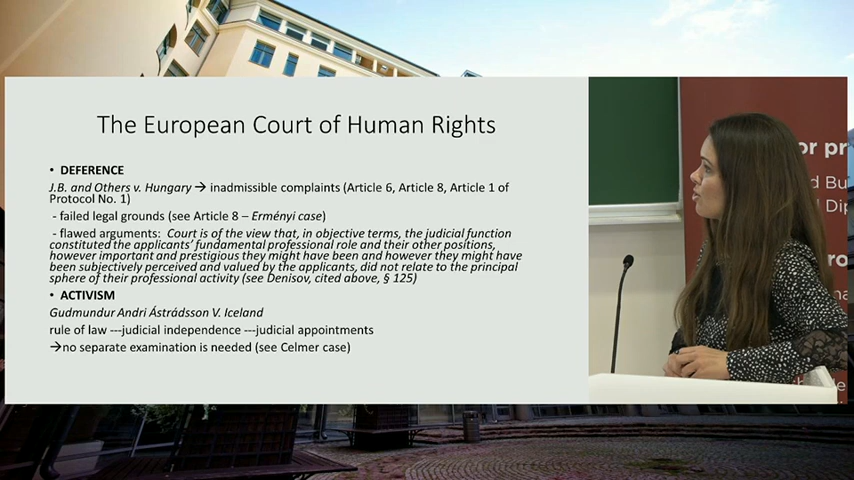 The European Court of Human Rights
• DEFERENCE
J.B. and Others v. Hungary → inadmissible complaints (Article 6, Article 8, Article 1 of
Protocol No. 1)
- failed legal grounds (see Article 8 – Erményi case)
- flawed arguments: Court is of the view that, in objective terms, the judicial function
constituted the applicants’ fundamental professional role and their other positions,
however important and prestigious they might have been and however they might have
been subjectively perceived and valued by the applicants, did not relate to the principal
sphere of their professional activity (see Denisov, cited above, § 125)
• ACTIVISM
Gudmundur Andri Ástrádsson V. Iceland
rule of law ---judicial independence ---judicial appointments
→no separate examination is needed (see Celmer case)
or pr
d Bu
Dip
ro